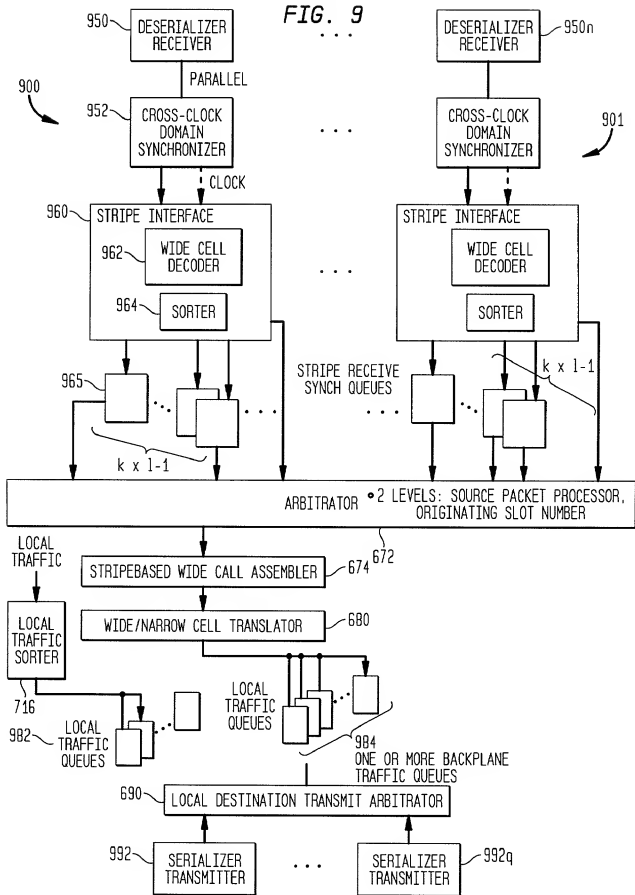 FIG. 9
950
DESERIALIZER
RECEIVER
. . .
DESERIALIZER
RECEIVER
950n
900
PARALLEL
952
CROSS-CLOCK
DOMAIN
SYNCHRONIZER
. . .
CROSS-CLOCK
DOMAIN
SYNCHRONIZER
901
CLOCK
960
STRIPE INTERFACE
STRIPE INTERFACE
962
WIDE CELL
DECODER
. . .
WIDE CELL
DECODER
964
SORTER
SORTER
965
STRIPE RECEIVE
SYNCH QUEUES
k x l-1
k x l-1
ARBITRATOR
•2 LEVELS: SOURCE PACKET PROCESSOR,
ORIGINATING SLOT NUMBER
672
LOCAL
TRAFFIC
STRIPEBASED WIDE CALL ASSEMBLER
674
LOCAL
TRAFFIC
SORTER
WIDE/NARROW CELL TRANSLATOR
680
716
LOCAL
TRAFFIC
QUEUES
982
LOCAL
TRAFFIC
QUEUES
984
ONE OR MORE BACKPLANE
TRAFFIC QUEUES
690
LOCAL DESTINATION TRANSMIT ARBITRATOR
992
SERIALIZER
TRANSMITTER
. . .
SERIALIZER
TRANSMITTER
992q